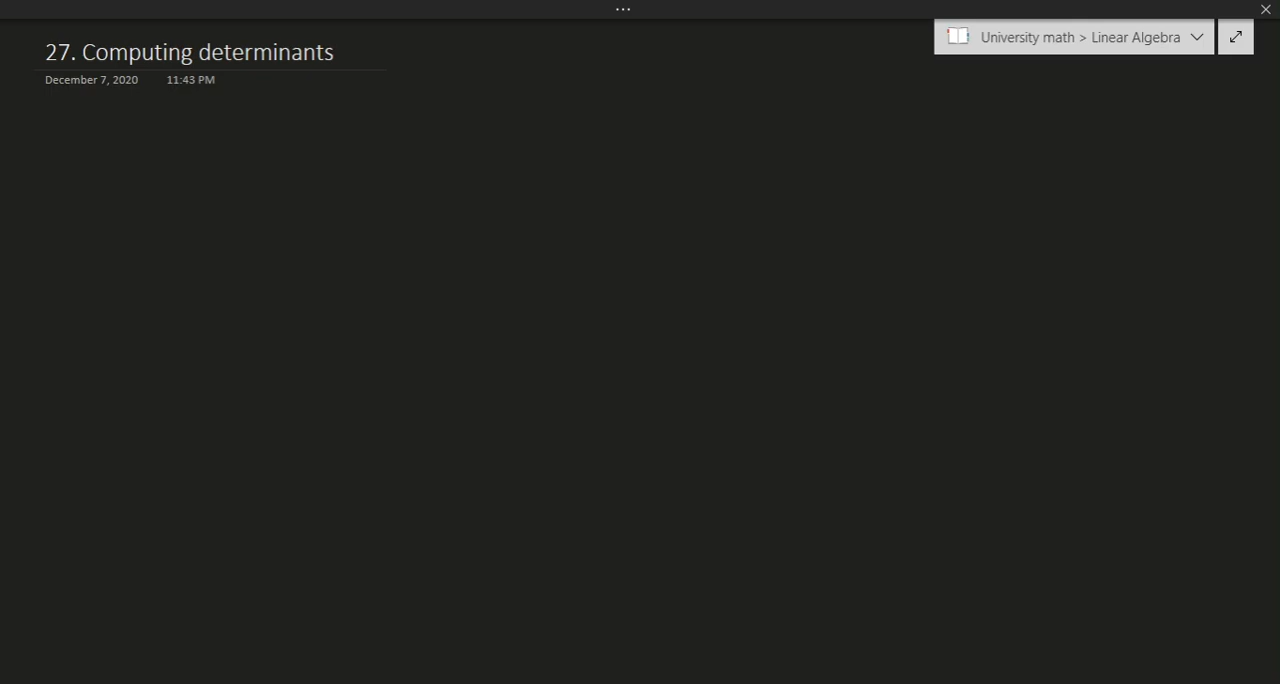 ...
University math > Linear Algebra
27. Computing determinants
December 7, 2020 11:43 PM